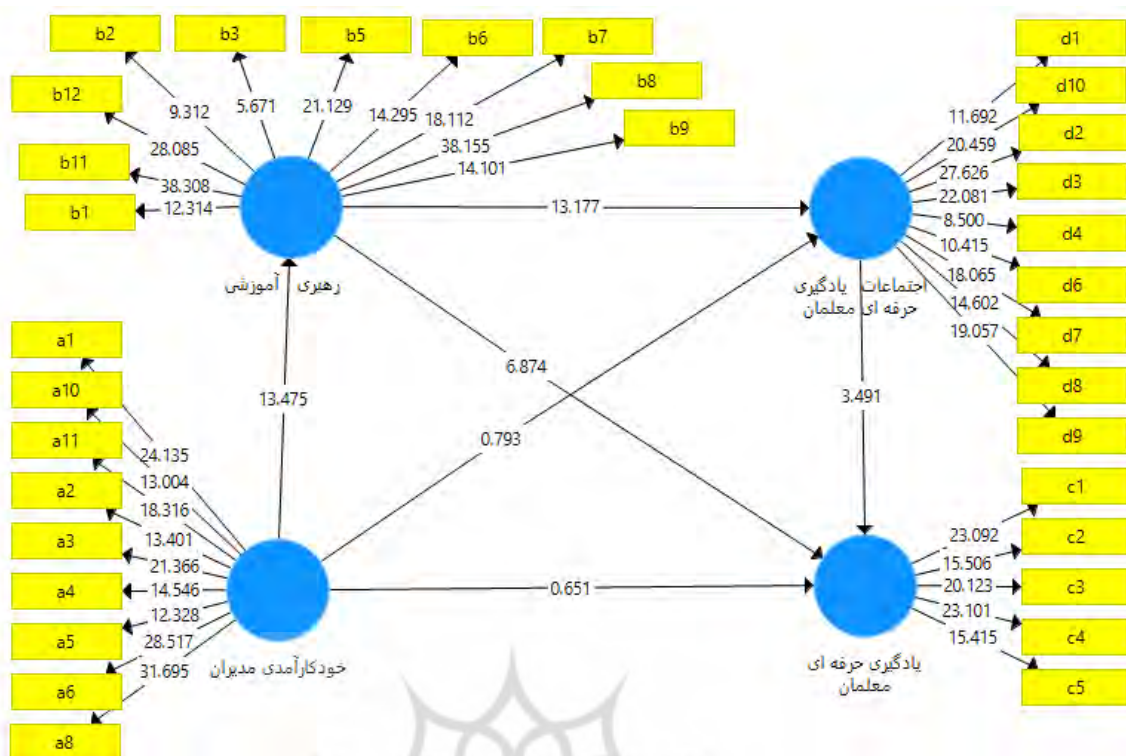 b2
b3
b5
b6
b7
b8
b9
b12
b11
b1
9.312
5.671
21.129
14.295
18.112
38.155
14.101
28.085
38.308
12.314
رهبری آموزشی
d1
d10
d2
d3
d4
d6
d7
d8
d9
11.692
20.459
27.626
22.081
8.500
10.415
18.065
14.602
19.057
اجتماعات یادگیری
حرفه ای معلمان
13.177
6.874
0.793
13.475
3.491
0.651
a1
a10
a11
a2
a3
a4
a5
a6
a8
24.135
13.004
18.316
13.401
21.366
14.546
12.328
28.517
31.695
خودکارآمدی مدیران
c1
c2
c3
c4
c5
23.092
15.506
20.123
23.101
15.415
یادگیری حرفه ای
معلمان